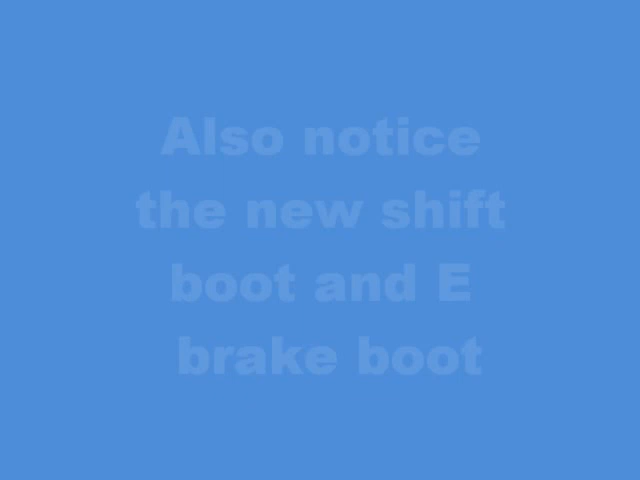 Also notice
the new shift
boot and E
brake boot